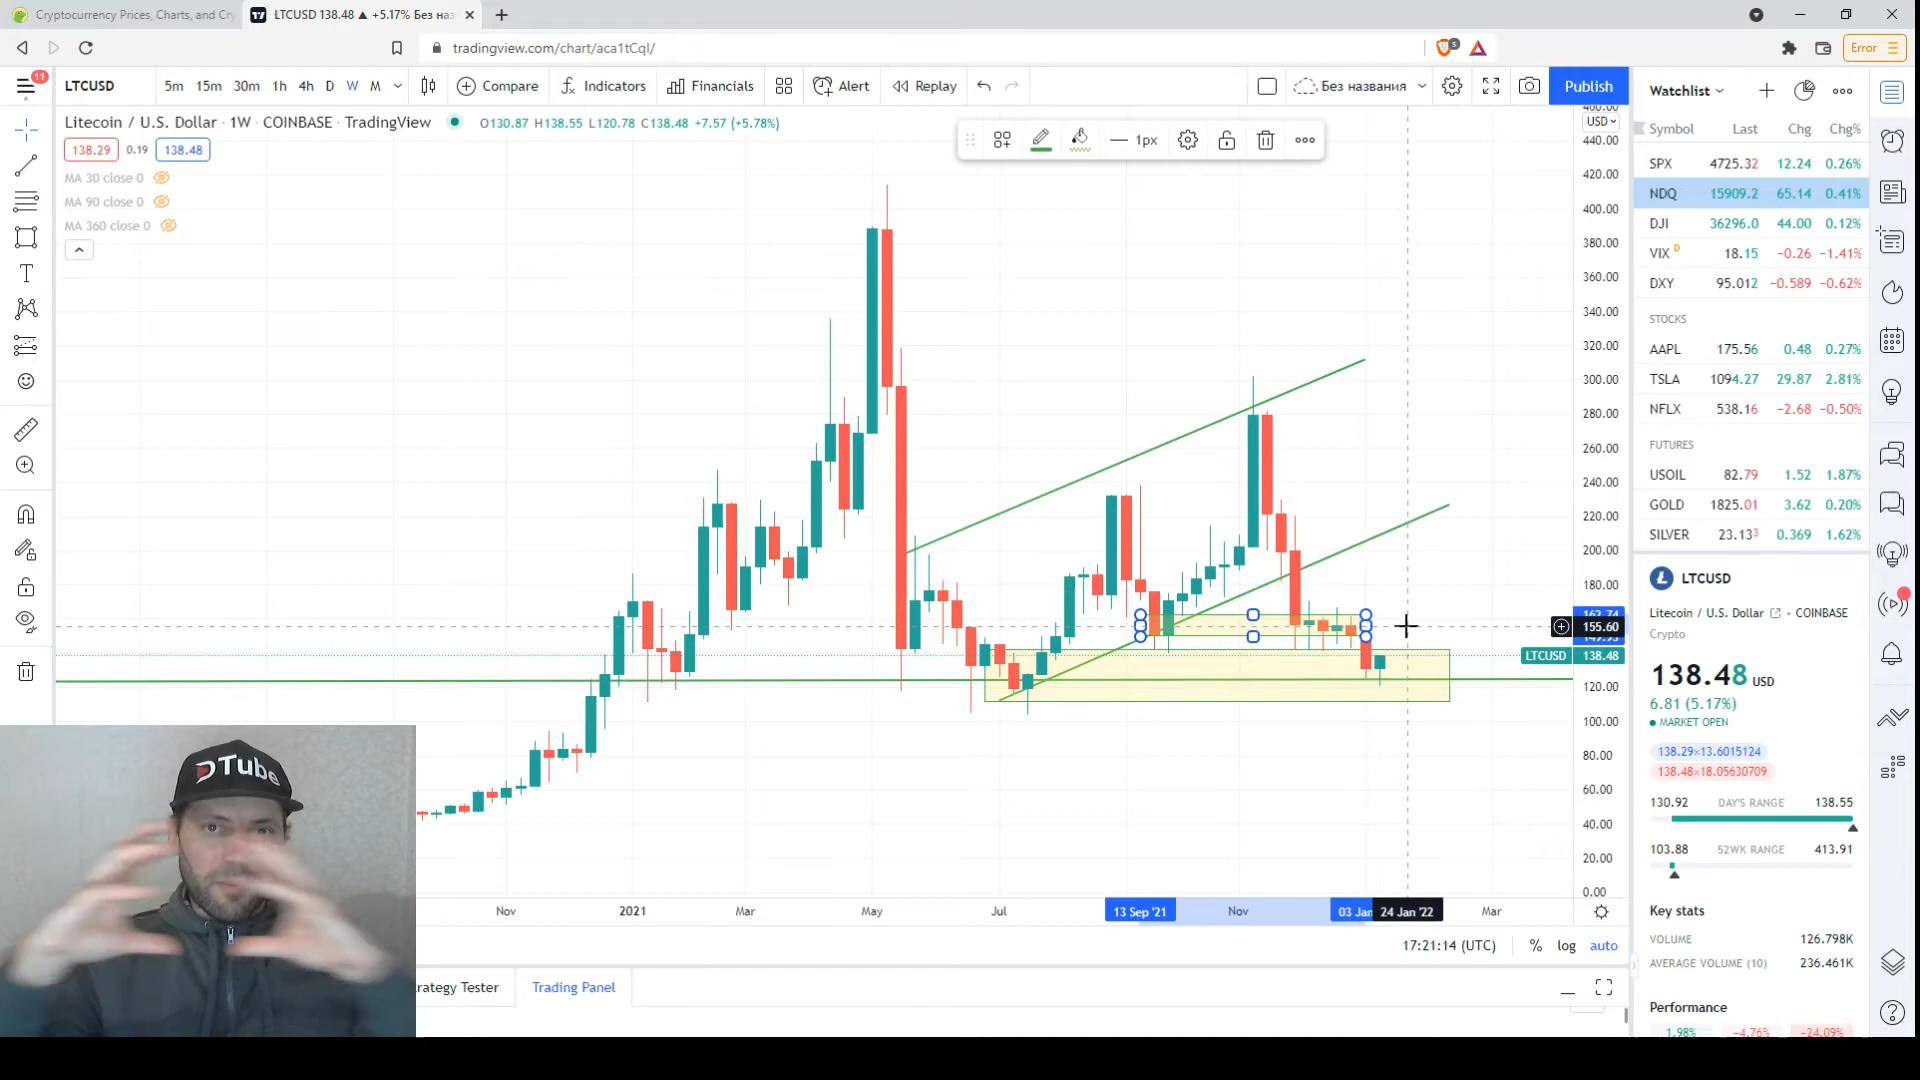 Cryptocurrency Prices, Charts, and Cry
LTCUSD 138.48 ▲ +5.17% Без наз
tradingview.com/chart/aca1tCqI/
5
Error
11
LTCUSD
5m 15m 30m 1h 4h D W M
Compare
Indicators
Financials
Alert
Replay
Без названия
Publish
Litecoin / U.S. Dollar · 1W · COINBASE · TradingView
O130.87 H138.55 L120.78 C138.48 +7.57 (+5.78%)
138.29 0.19 138.48
MA 30 close 0
MA 90 close 0
MA 360 close 0
1px
USD
460.00
440.00
420.00
400.00
380.00
360.00
340.00
320.00
300.00
280.00
260.00
240.00
220.00
200.00
180.00
162.74
155.60
LTCUSD 138.48
120.00
100.00
80.00
60.00
40.00
20.00
0.00
Nov 2021 Mar May Jul 13 Sep '21 Nov 03 Jan 24 Jan '22 Mar
17:21:14 (UTC) % log auto
rategy Tester
Trading Panel
DTube
Watchlist
Symbol Last Chg Chg%
SPX 4725.32 12.24 0.26%
NDQ 15909.2 65.14 0.41%
DJI 36296.0 44.00 0.12%
VIX D 18.15 −0.26 −1.41%
DXY 95.012 −0.589 −0.62%
STOCKS
AAPL 175.56 0.48 0.27%
TSLA 1094.27 29.87 2.81%
NFLX 538.16 −2.68 −0.50%
FUTURES
USOIL 82.79 1.52 1.87%
GOLD 1825.01 3.62 0.20%
SILVER 23.133 0.369 1.62%
LTCUSD
Litecoin / U.S. Dollar · COINBASE
Crypto
138.48 USD
6.81 (5.17%)
MARKET OPEN
138.29×13.6015124
138.48×18.05630709
130.92 DAY'S RANGE 138.55
103.88 52WK RANGE 413.91
Key stats
VOLUME 126.798K
AVERAGE VOLUME (10) 236.461K
Performance
1.98% −4.76% −24.09%